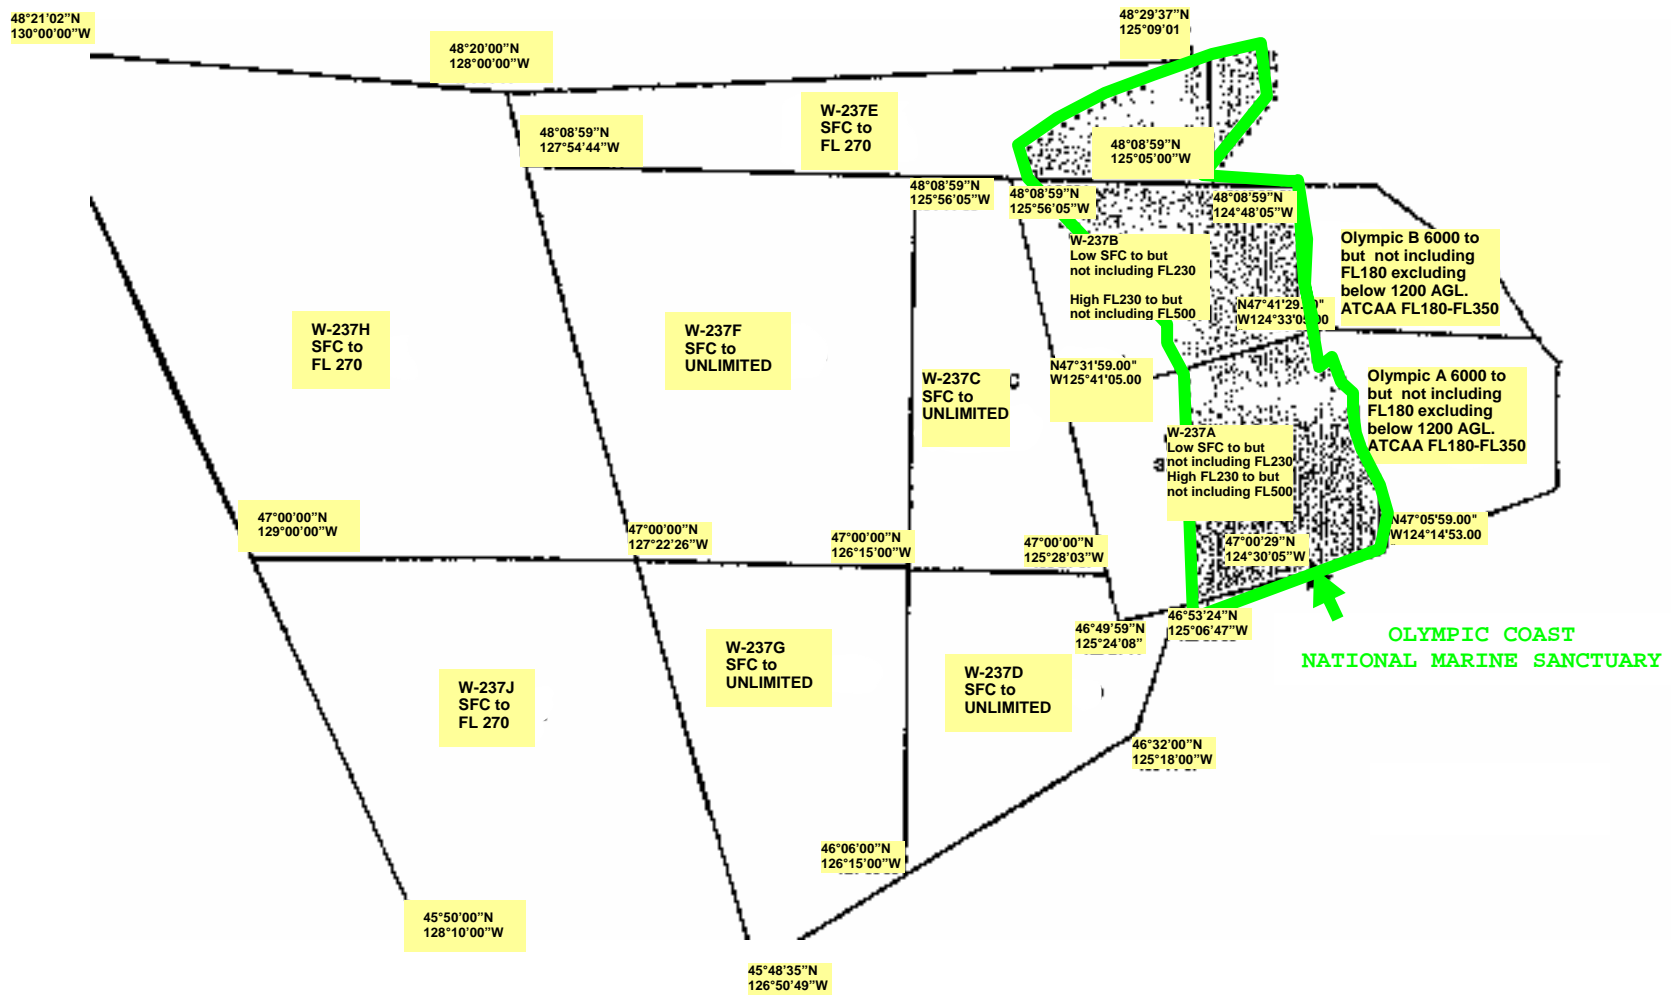 48°21’02”N
130°00’00”W
48°20’00”N
128°00’00”W
48°29’37”N
125°09’01
W-237E
SFC to
FL 270
48°08’59”N
127°54’44”W
48°08’59”N
125°05’00”W
48°08’59”N
125°56’05”W
48°08’59”N
125°56’05”W
48°08’59”N
124°48’05”W
W-237B
Low SFC to but
not including FL230
High FL230 to but
not including FL500
Olympic B 6000 to
but not including
FL180 excluding
below 1200 AGL.
ATCAA FL180-FL350
W-237H
SFC to
FL 270
W-237F
SFC to
UNLIMITED
W-237C
SFC to
UNLIMITED
N47°31'59.00"
W125°41'05.00
Olympic A 6000 to
but not including
FL180 excluding
below 1200 AGL.
ATCAA FL180-FL350
W-237A
Low SFC to but
not including FL230
High FL230 to but
not including FL500
47°00’00”N
129°00’00”W
47°00’00”N
127°22’26”W
47°00’00”N
126°15’00”W
47°00’00”N
125°28’03”W
47°00’29”N
124°30’05”W
N47°05'59.00"
W124°14'53.00
46°49’59”N
125°24’08”
46°53’24”N
125°06’47”W
OLYMPIC COAST
NATIONAL MARINE SANCTUARY
W-237J
SFC to
FL 270
W-237G
SFC to
UNLIMITED
W-237D
SFC to
UNLIMITED
46°32’00”N
125°18’00”W
46°06’00”N
126°15’00”W
45°50’00”N
128°10’00”W
45°48’35”N
126°50’49”W